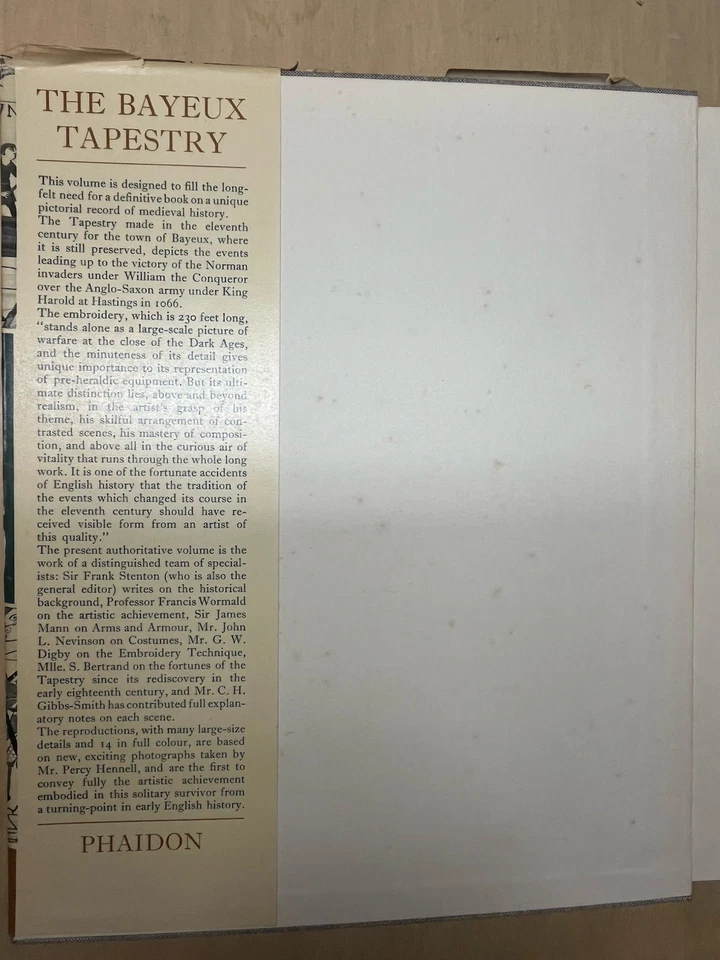 THE BAYEUX
TAPESTRY
This volume is designed to fill the long-
felt need for a definitive book on a unique
pictorial record of medieval history.
The Tapestry made in the eleventh
century for the town of Bayeux, where
it is still preserved, depicts the events
leading up to the victory of the Norman
invaders under William the Conqueror
over the Anglo-Saxon army under King
Harold at Hastings in 1066.
The embroidery, which is 230 feet long,
“stands alone as a large-scale picture of
warfare at the close of the Dark Ages,
and the minuteness of its detail gives
unique importance to its representation
of pre-heraldic equipment. But its ulti-
mate distinction lies, above and beyond
realism, in the artist's grasp of his
theme, his skilful arrangement of con-
trasted scenes, his mastery of composi-
tion, and above all in the curious air of
vitality that runs through the whole long
work. It is one of the fortunate accidents
of English history that the tradition of
the events which changed its course in
the eleventh century should have re-
ceived visible form from an artist of
this quality.”
The present authoritative volume is the
work of a distinguished team of special-
ists: Sir Frank Stenton (who is also the
general editor) writes on the historical
background, Professor Francis Wormald
on the artistic achievement, Sir James
Mann on Arms and Armour, Mr. John
L. Nevinson on Costumes, Mr. G. W.
Digby on the Embroidery Technique,
Mlle. S. Bertrand on the fortunes of the
Tapestry since its rediscovery in the
early eighteenth century, and Mr. C. H.
Gibbs-Smith has contributed full explan-
atory notes on each scene.
The reproductions, with many large-size
details and 14 in full colour, are based
on new, exciting photographs taken by
Mr. Percy Hennell, and are the first to
convey fully the artistic achievement
embodied in this solitary survivor from
a turning-point in early English history.
PHAIDON